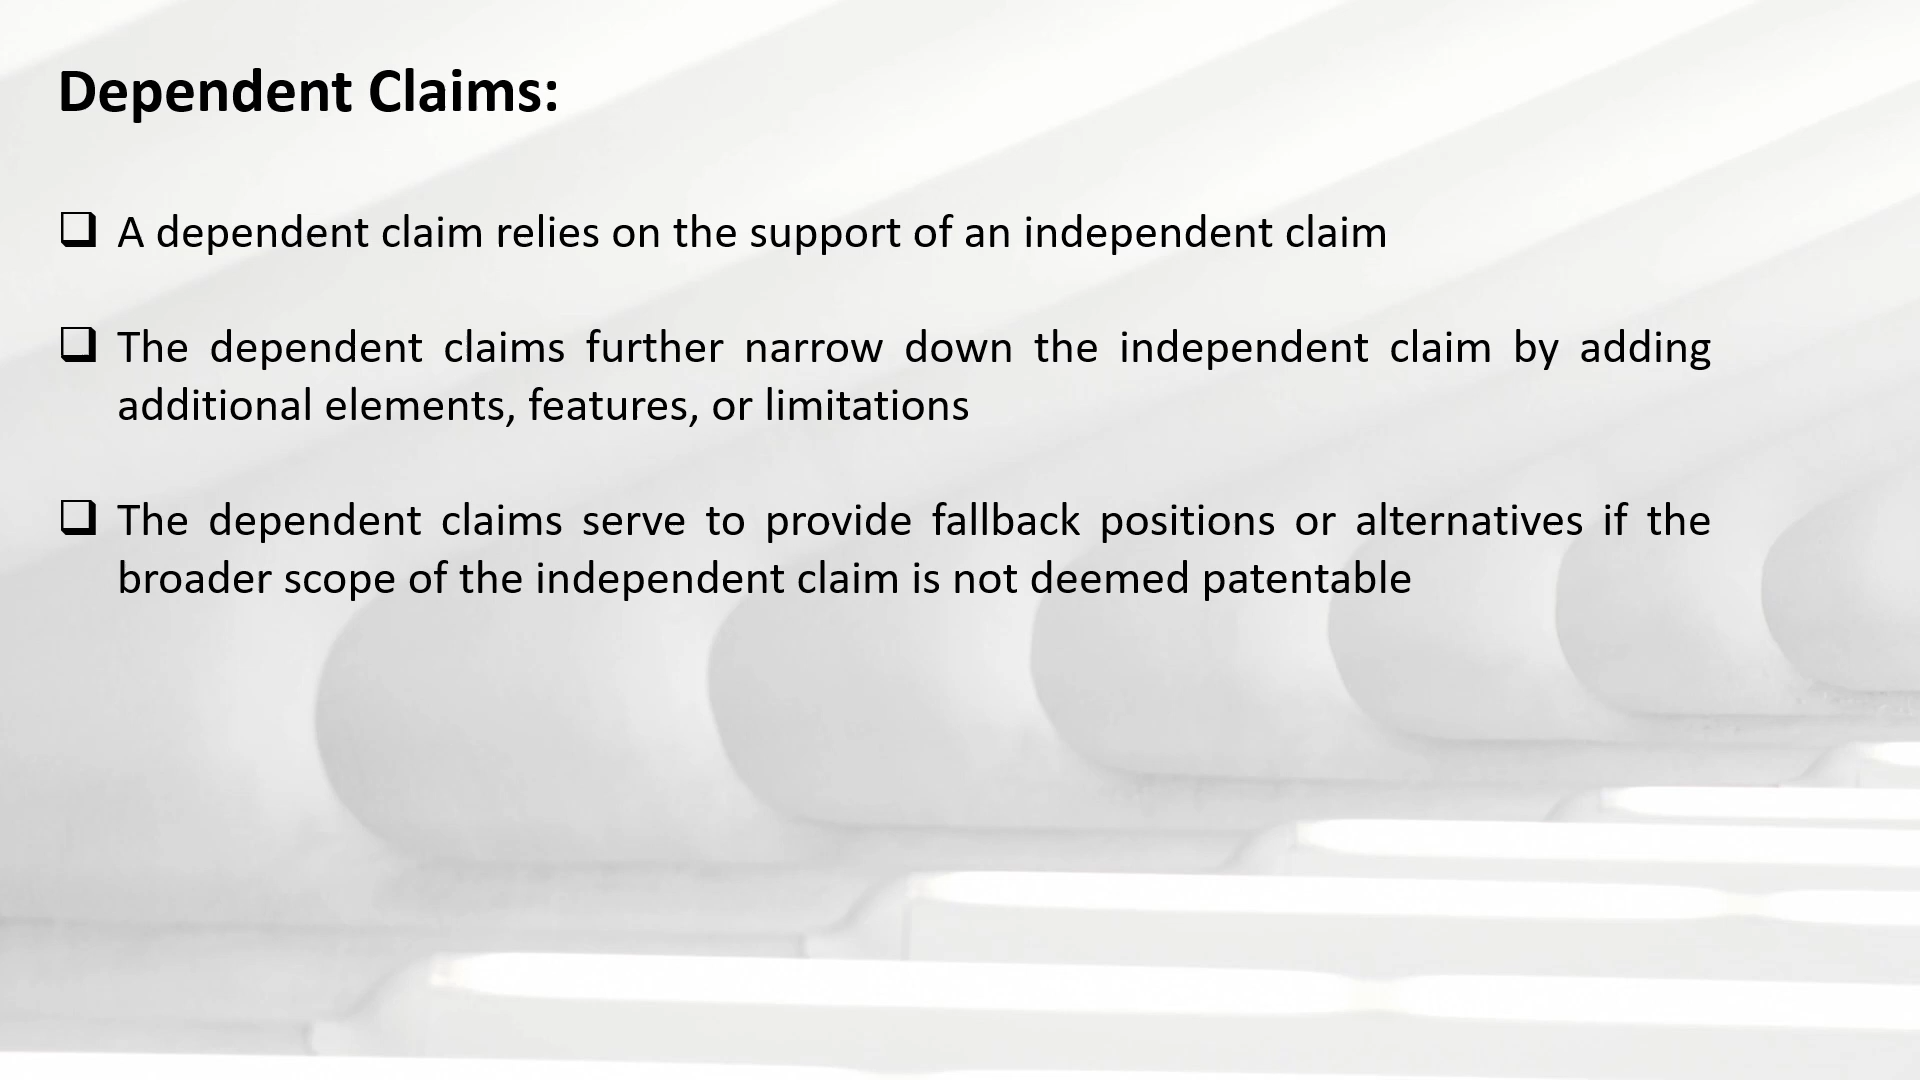 Dependent Claims:
❑ A dependent claim relies on the support of an independent claim
❑ The dependent claims further narrow down the independent claim by adding
additional elements, features, or limitations
❑ The dependent claims serve to provide fallback positions or alternatives if the
broader scope of the independent claim is not deemed patentable